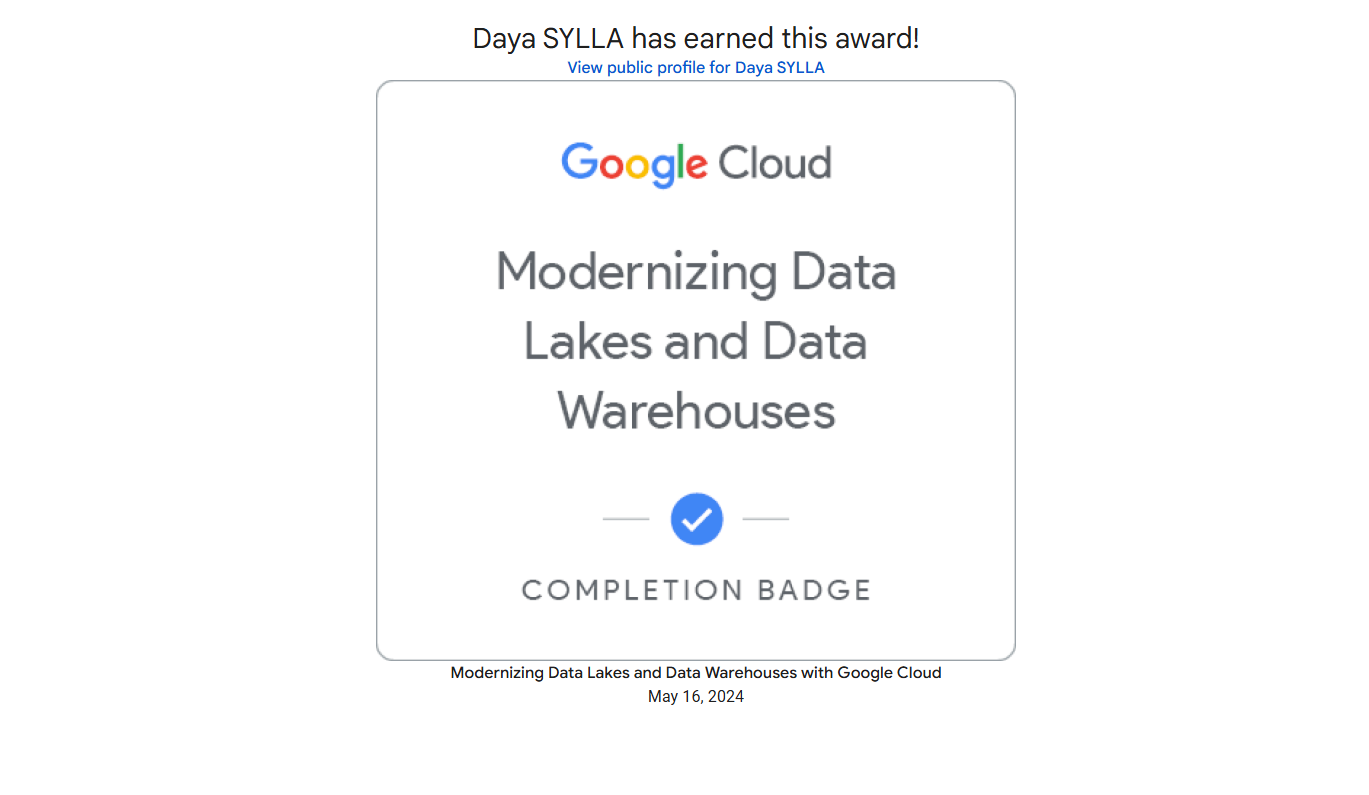 Daya SYLLA has earned this award!
View public profile for Daya SYLLA
Google Cloud
Modernizing Data
Lakes and Data
Warehouses
COMPLETION BADGE
Modernizing Data Lakes and Data Warehouses with Google Cloud
May 16, 2024